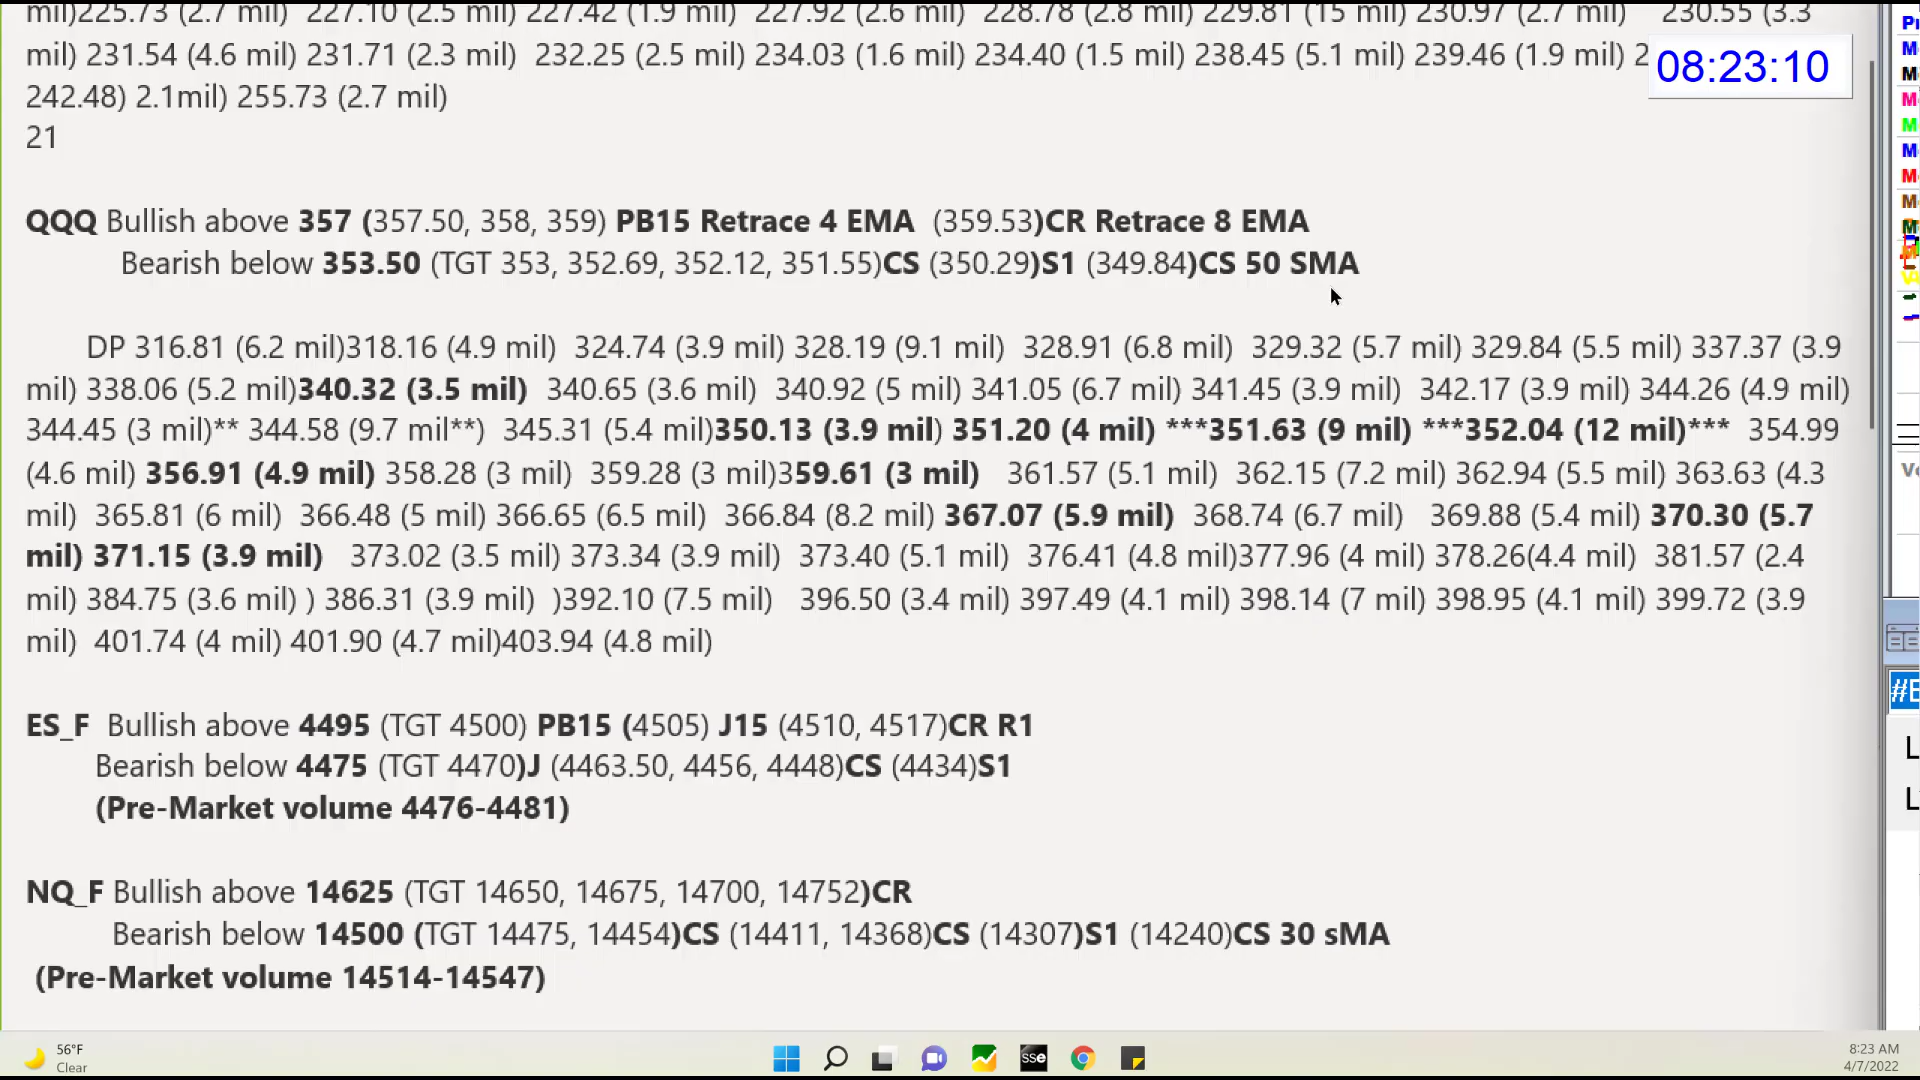 mil)225.73 (2.7 mil)  227.10 (2.5 mil) 227.42 (1.9 mil)  227.92 (2.6 mil)  228.78 (2.8 mil) 229.81 (15 mil) 230.97 (2.7 mil)    230.55 (3.3
mil) 231.54 (4.6 mil) 231.71 (2.3 mil)  232.25 (2.5 mil) 234.03 (1.6 mil) 234.40 (1.5 mil) 238.45 (5.1 mil) 239.46 (1.9 mil) 2
08:23:10
242.48) 2.1mil) 255.73 (2.7 mil)
21
QQQ Bullish above 357 (357.50, 358, 359) PB15 Retrace 4 EMA  (359.53)CR Retrace 8 EMA
Bearish below 353.50 (TGT 353, 352.69, 352.12, 351.55)CS (350.29)S1 (349.84)CS 50 SMA
DP 316.81 (6.2 mil)318.16 (4.9 mil)  324.74 (3.9 mil) 328.19 (9.1 mil)  328.91 (6.8 mil)  329.32 (5.7 mil) 329.84 (5.5 mil) 337.37 (3.9
mil) 338.06 (5.2 mil)340.32 (3.5 mil)  340.65 (3.6 mil)  340.92 (5 mil) 341.05 (6.7 mil) 341.45 (3.9 mil)  342.17 (3.9 mil) 344.26 (4.9 mil)
344.45 (3 mil)** 344.58 (9.7 mil**)  345.31 (5.4 mil)350.13 (3.9 mil) 351.20 (4 mil) ***351.63 (9 mil) ***352.04 (12 mil)***  354.99
(4.6 mil) 356.91 (4.9 mil) 358.28 (3 mil)  359.28 (3 mil)359.61 (3 mil)   361.57 (5.1 mil)  362.15 (7.2 mil) 362.94 (5.5 mil) 363.63 (4.3
mil)  365.81 (6 mil)  366.48 (5 mil) 366.65 (6.5 mil)  366.84 (8.2 mil) 367.07 (5.9 mil)  368.74 (6.7 mil)   369.88 (5.4 mil) 370.30 (5.7
mil) 371.15 (3.9 mil)   373.02 (3.5 mil) 373.34 (3.9 mil)  373.40 (5.1 mil)  376.41 (4.8 mil)377.96 (4 mil) 378.26(4.4 mil)  381.57 (2.4
mil) 384.75 (3.6 mil) ) 386.31 (3.9 mil)  )392.10 (7.5 mil)   396.50 (3.4 mil) 397.49 (4.1 mil) 398.14 (7 mil) 398.95 (4.1 mil) 399.72 (3.9
mil)  401.74 (4 mil) 401.90 (4.7 mil)403.94 (4.8 mil)
ES_F  Bullish above 4495 (TGT 4500) PB15 (4505) J15 (4510, 4517)CR R1
Bearish below 4475 (TGT 4470)J (4463.50, 4456, 4448)CS (4434)S1
(Pre-Market volume 4476-4481)
NQ_F Bullish above 14625 (TGT 14650, 14675, 14700, 14752)CR
Bearish below 14500 (TGT 14475, 14454)CS (14411, 14368)CS (14307)S1 (14240)CS 30 sMA
(Pre-Market volume 14514-14547)
56°F
Clear
SSe
8:23 AM
4/7/2022